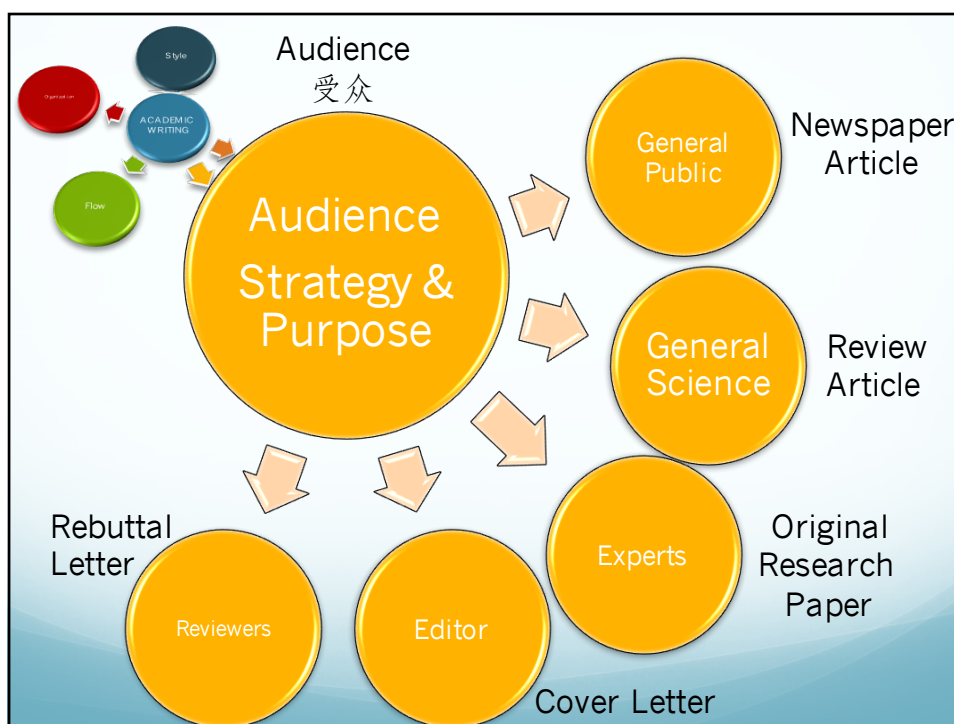 Style
Organization
ACADEMIC
WRITING
Flow
Audience
受众
Audience
Strategy &
Purpose
General
Public
Newspaper
Article
General
Science
Review
Article
Experts
Original
Research
Paper
Editor
Cover Letter
Reviewers
Rebuttal
Letter